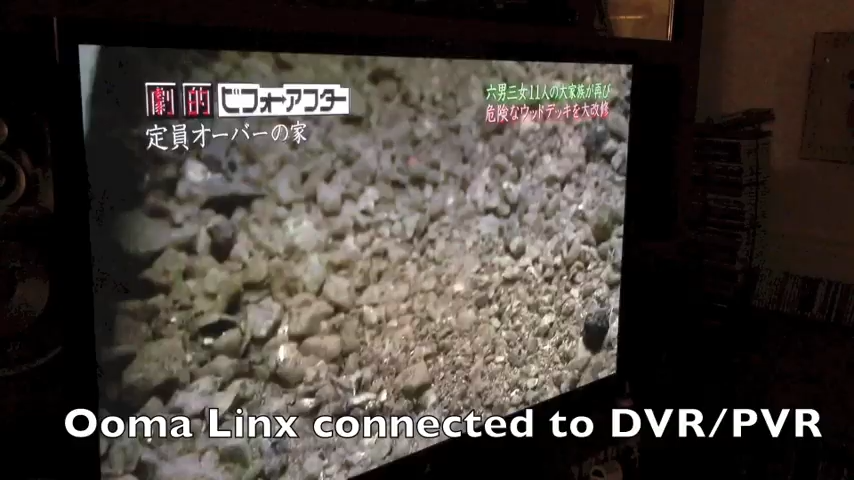 劇的ビフォーアフター
定員オーバーの家
六男三女11人の大家族が再び
危険なウッドデッキを大改修
Ooma Linx connected to DVR/PVR